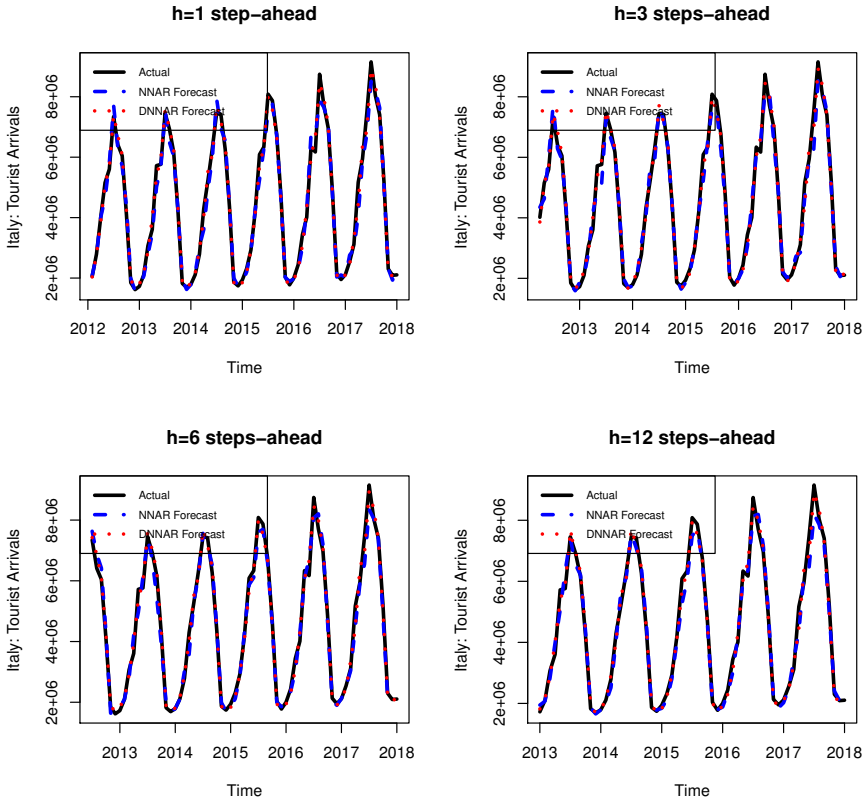 h=1 step−ahead
Italy: Tourist Arrivals
8e+06
6e+06
4e+06
2e+06
Actual
NNAR Forecast
DNNAR Forecast
2012 2013 2014 2015 2016 2017 2018
Time
h=3 steps−ahead
Italy: Tourist Arrivals
8e+06
6e+06
4e+06
2e+06
Actual
NNAR Forecast
DNNAR Forecast
2013 2014 2015 2016 2017 2018
Time
h=6 steps−ahead
Italy: Tourist Arrivals
8e+06
6e+06
4e+06
2e+06
Actual
NNAR Forecast
DNNAR Forecast
2013 2014 2015 2016 2017 2018
Time
h=12 steps−ahead
Italy: Tourist Arrivals
8e+06
6e+06
4e+06
2e+06
Actual
NNAR Forecast
DNNAR Forecast
2013 2014 2015 2016 2017 2018
Time